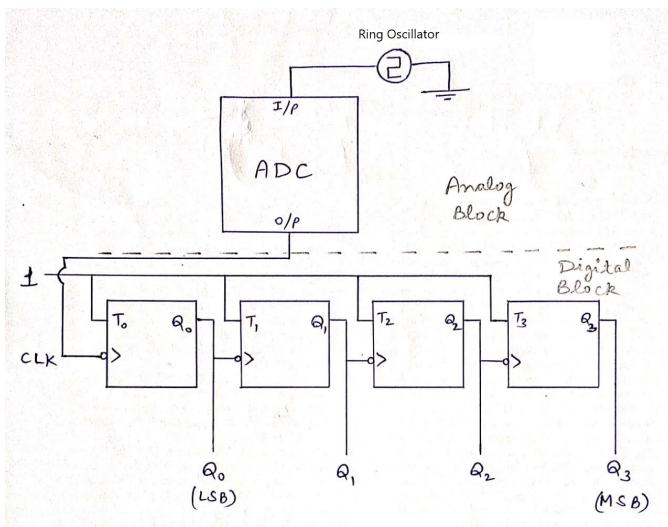 Ring Oscillator
I/P
ADC
O/P
Analog
Block
Digital
Block
1
T₀ Q₀ T₁ Q₁ T₂ Q₂ T₃ Q₃
CLK
Q₀ Q₁ Q₂ Q₃
(LSB) (MSB)